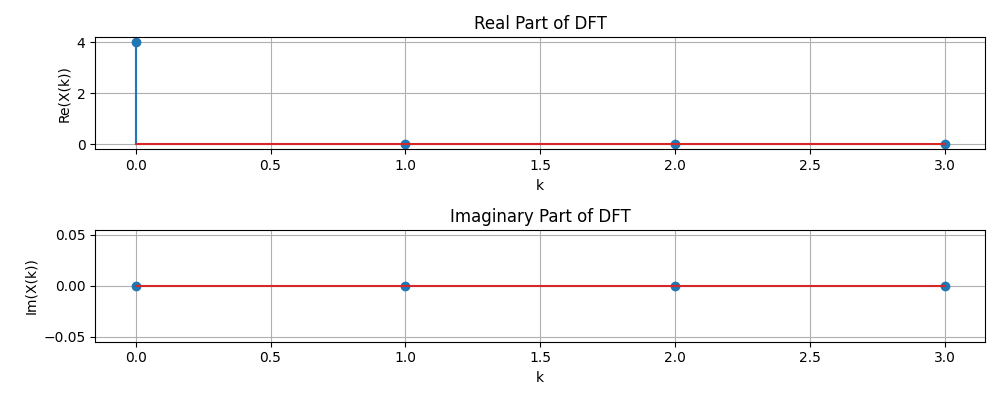 Real Part of DFT
Re(X(k))
4
2
0
0.0 0.5 1.0 1.5 2.0 2.5 3.0
k
Imaginary Part of DFT
Im(X(k))
0.05
0.00
−0.05
0.0 0.5 1.0 1.5 2.0 2.5 3.0
k